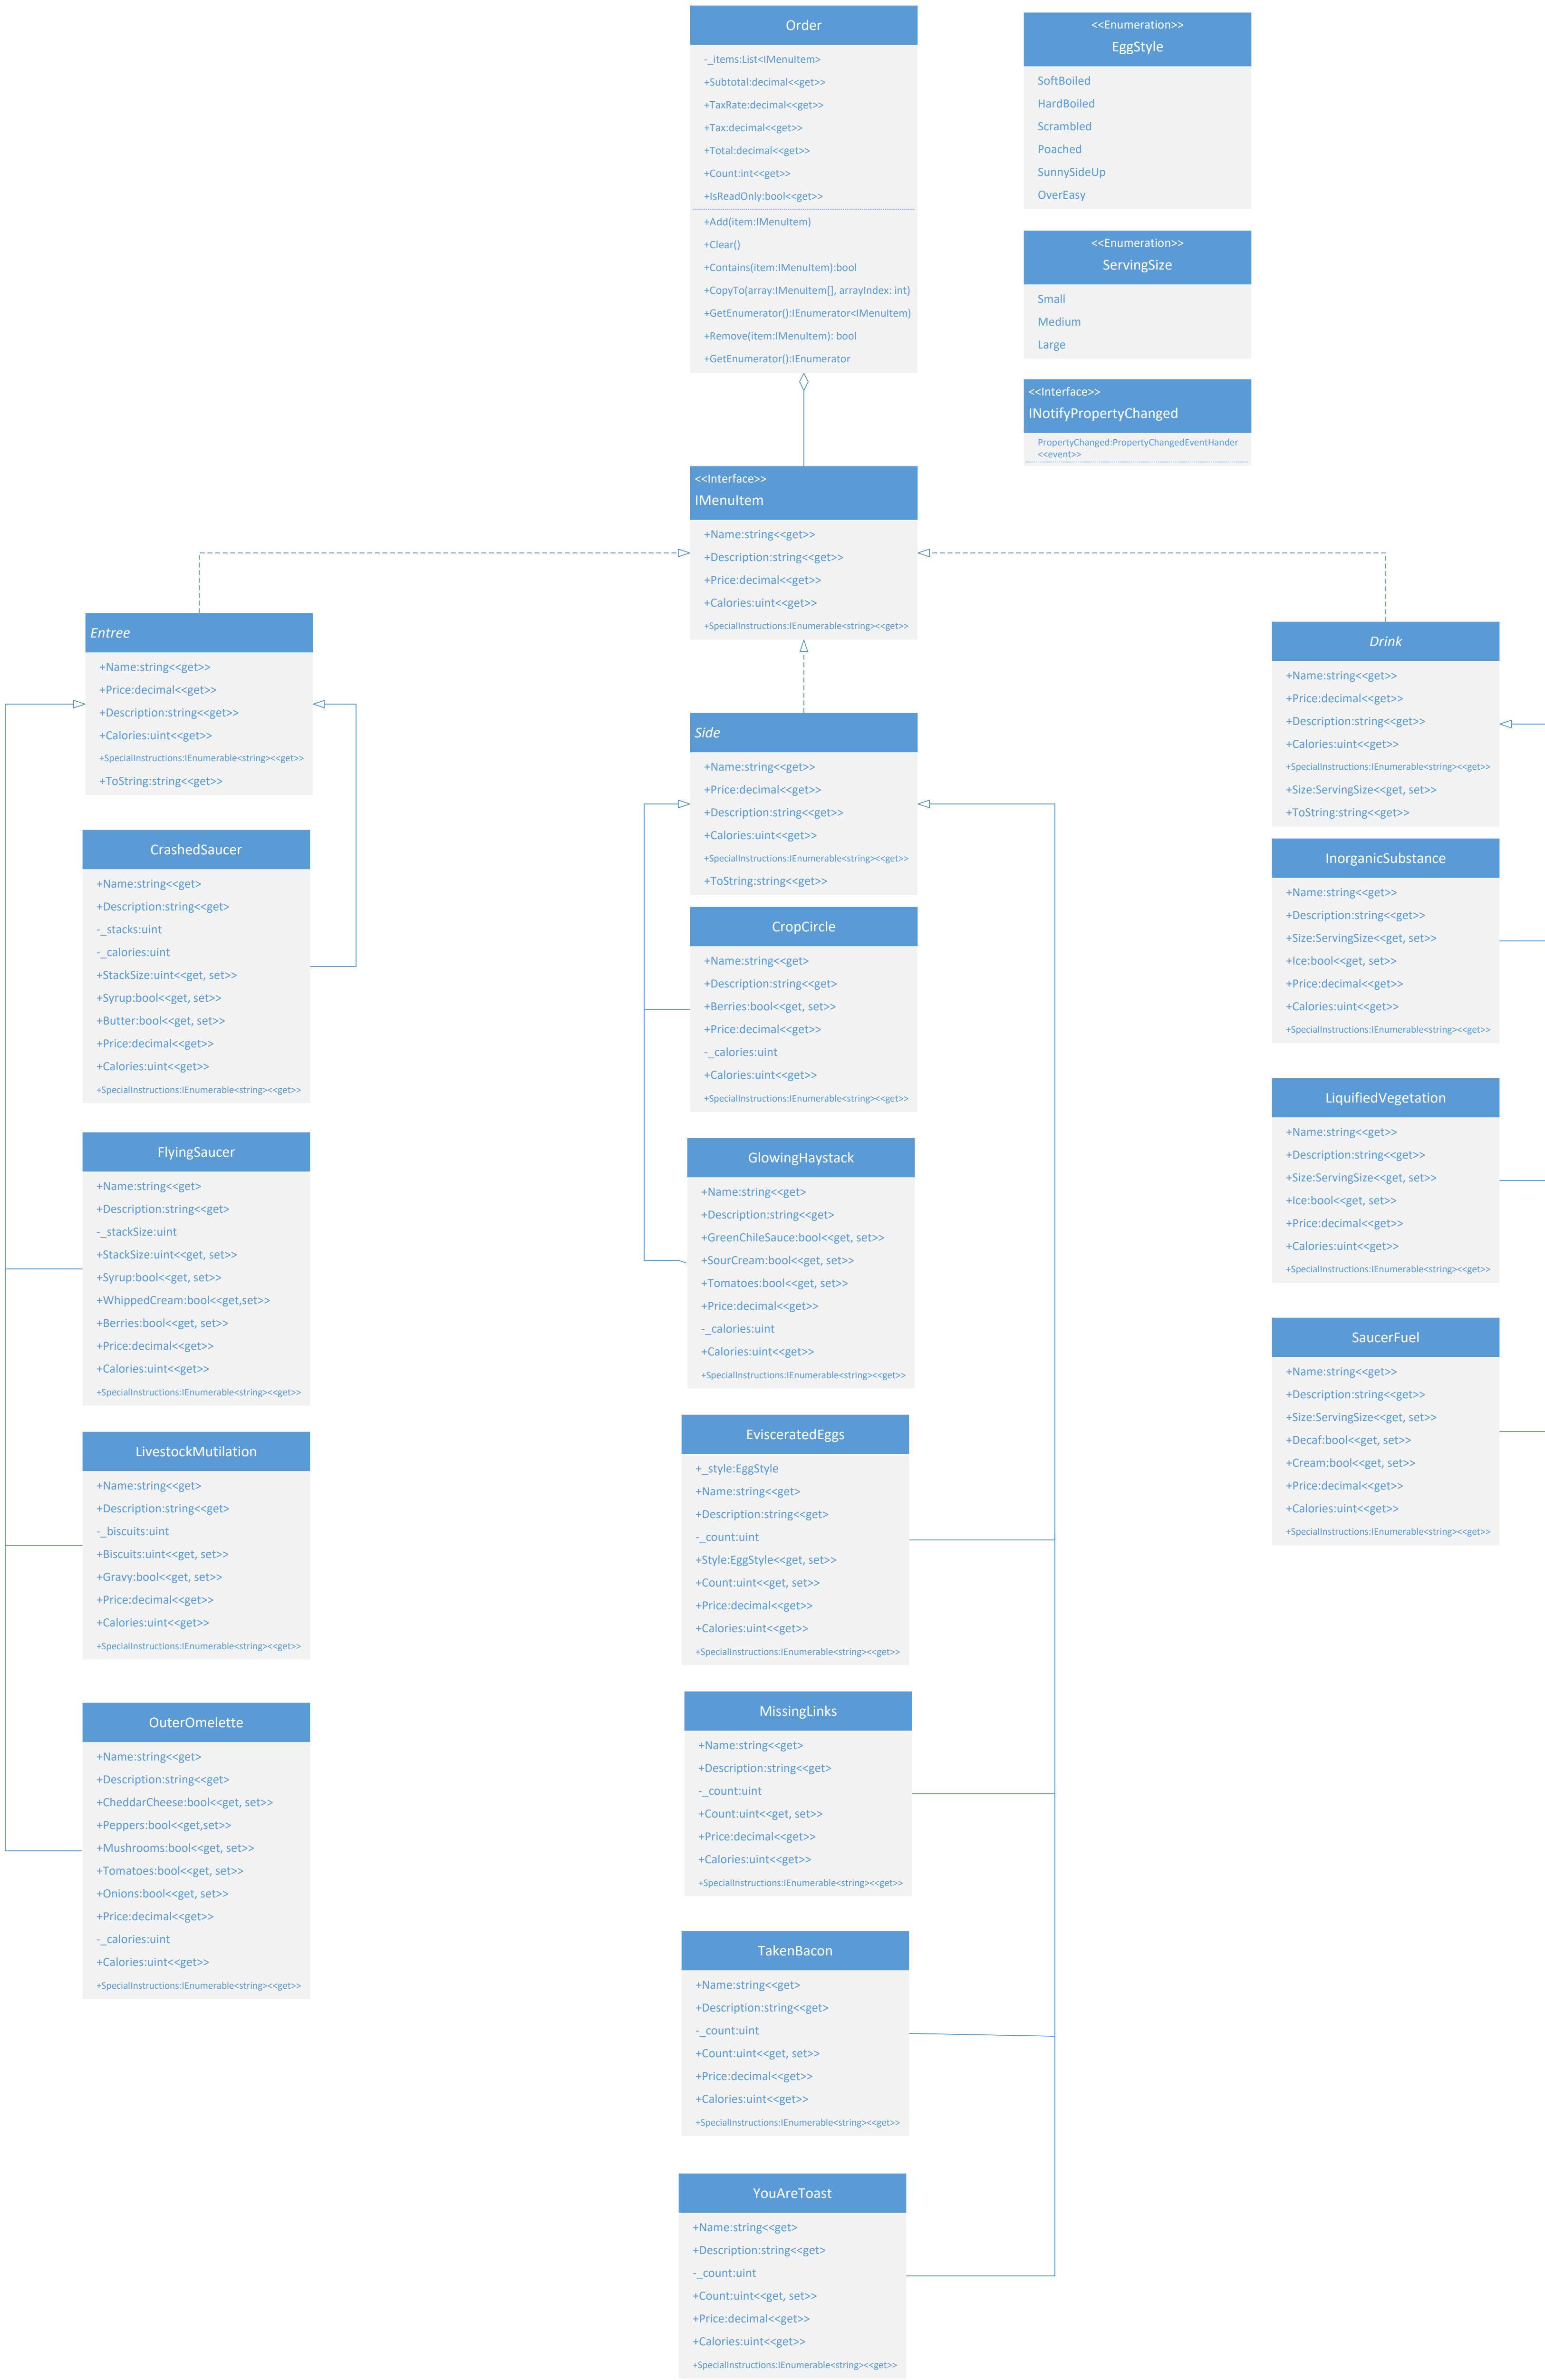 Order
-_items:List<IMenuItem>
+Subtotal:decimal<<get>>
+TaxRate:decimal<<get>>
+Tax:decimal<<get>>
+Total:decimal<<get>>
+Count:int<<get>>
+IsReadOnly:bool<<get>>
+Add(item:IMenuItem)
+Clear()
+Contains(item:IMenuItem):bool
+CopyTo(array:IMenuItem[], arrayIndex: int)
+GetEnumerator():IEnumerator<IMenuItem)
+Remove(item:IMenuItem): bool
+GetEnumerator():IEnumerator
<<Enumeration>>
EggStyle
SoftBoiled
HardBoiled
Scrambled
Poached
SunnySideUp
OverEasy
<<Enumeration>>
ServingSize
Small
Medium
Large
<<Interface>>
INotifyPropertyChanged
PropertyChanged:PropertyChangedEventHander
<<event>>
<<Interface>>
IMenuItem
+Name:string<<get>>
+Description:string<<get>>
+Price:decimal<<get>>
+Calories:uint<<get>>
+SpecialInstructions:IEnumerable<string><<get>>
Entree
+Name:string<<get>>
+Price:decimal<<get>>
+Description:string<<get>>
+Calories:uint<<get>>
+SpecialInstructions:IEnumerable<string><<get>>
+ToString:string<<get>>
CrashedSaucer
+Name:string<<get>
+Description:string<<get>
-_stacks:uint
-_calories:uint
+StackSize:uint<<get, set>>
+Syrup:bool<<get, set>>
+Butter:bool<<get, set>>
+Price:decimal<<get>>
+Calories:uint<<get>>
+SpecialInstructions:IEnumerable<string><<get>>
FlyingSaucer
+Name:string<<get>
+Description:string<<get>
-_stackSize:uint
+StackSize:uint<<get, set>>
+Syrup:bool<<get, set>>
+WhippedCream:bool<<get,set>>
+Berries:bool<<get, set>>
+Price:decimal<<get>>
+Calories:uint<<get>>
+SpecialInstructions:IEnumerable<string><<get>>
LivestockMutilation
+Name:string<<get>
+Description:string<<get>
-_biscuits:uint
+Biscuits:uint<<get, set>>
+Gravy:bool<<get, set>>
+Price:decimal<<get>>
+Calories:uint<<get>>
+SpecialInstructions:IEnumerable<string><<get>>
OuterOmelette
+Name:string<<get>
+Description:string<<get>
+CheddarCheese:bool<<get, set>>
+Peppers:bool<<get,set>>
+Mushrooms:bool<<get, set>>
+Tomatoes:bool<<get, set>>
+Onions:bool<<get, set>>
+Price:decimal<<get>>
-_calories:uint
+Calories:uint<<get>>
+SpecialInstructions:IEnumerable<string><<get>>
Side
+Name:string<<get>>
+Price:decimal<<get>>
+Description:string<<get>>
+Calories:uint<<get>>
+SpecialInstructions:IEnumerable<string><<get>>
+ToString:string<<get>>
CropCircle
+Name:string<<get>
+Description:string<<get>
+Berries:bool<<get, set>>
+Price:decimal<<get>>
-_calories:uint
+Calories:uint<<get>>
+SpecialInstructions:IEnumerable<string><<get>>
GlowingHaystack
+Name:string<<get>
+Description:string<<get>
+GreenChileSauce:bool<<get, set>>
+SourCream:bool<<get, set>>
+Tomatoes:bool<<get, set>>
+Price:decimal<<get>>
-_calories:uint
+Calories:uint<<get>>
+SpecialInstructions:IEnumerable<string><<get>>
EvisceratedEggs
+_style:EggStyle
+Name:string<<get>
+Description:string<<get>
-_count:uint
+Style:EggStyle<<get, set>>
+Count:uint<<get, set>>
+Price:decimal<<get>>
+Calories:uint<<get>>
+SpecialInstructions:IEnumerable<string><<get>>
MissingLinks
+Name:string<<get>
+Description:string<<get>
-_count:uint
+Count:uint<<get, set>>
+Price:decimal<<get>>
+Calories:uint<<get>>
+SpecialInstructions:IEnumerable<string><<get>>
TakenBacon
+Name:string<<get>
+Description:string<<get>
-_count:uint
+Count:uint<<get, set>>
+Price:decimal<<get>>
+Calories:uint<<get>>
+SpecialInstructions:IEnumerable<string><<get>>
YouAreToast
+Name:string<<get>
+Description:string<<get>
-_count:uint
+Count:uint<<get, set>>
+Price:decimal<<get>>
+Calories:uint<<get>>
+SpecialInstructions:IEnumerable<string><<get>>
Drink
+Name:string<<get>>
+Price:decimal<<get>>
+Description:string<<get>>
+Calories:uint<<get>>
+SpecialInstructions:IEnumerable<string><<get>>
+Size:ServingSize<<get, set>>
+ToString:string<<get>>
InorganicSubstance
+Name:string<<get>>
+Description:string<<get>>
+Size:ServingSize<<get, set>>
+Ice:bool<<get, set>>
+Price:decimal<<get>>
+Calories:uint<<get>>
+SpecialInstructions:IEnumerable<string><<get>>
LiquifiedVegetation
+Name:string<<get>>
+Description:string<<get>>
+Size:ServingSize<<get, set>>
+Ice:bool<<get, set>>
+Price:decimal<<get>>
+Calories:uint<<get>>
+SpecialInstructions:IEnumerable<string><<get>>
SaucerFuel
+Name:string<<get>>
+Description:string<<get>>
+Size:ServingSize<<get, set>>
+Decaf:bool<<get, set>>
+Cream:bool<<get, set>>
+Price:decimal<<get>>
+Calories:uint<<get>>
+SpecialInstructions:IEnumerable<string><<get>>